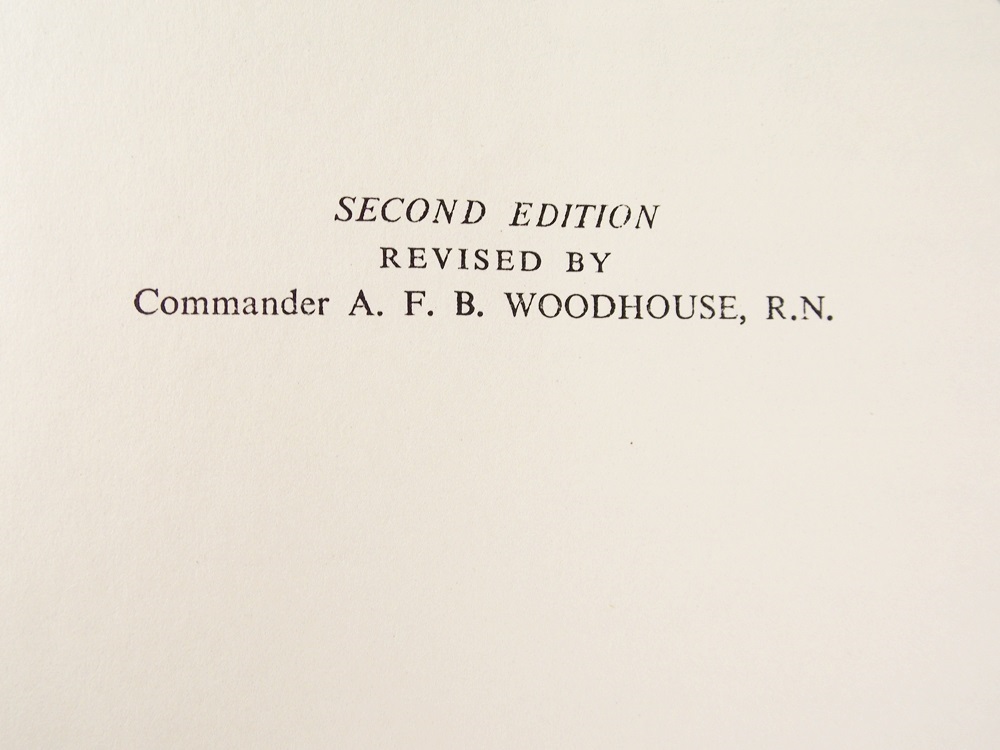 SECOND EDITION
REVISED BY
Commander A. F. B. WOODHOUSE, R.N.